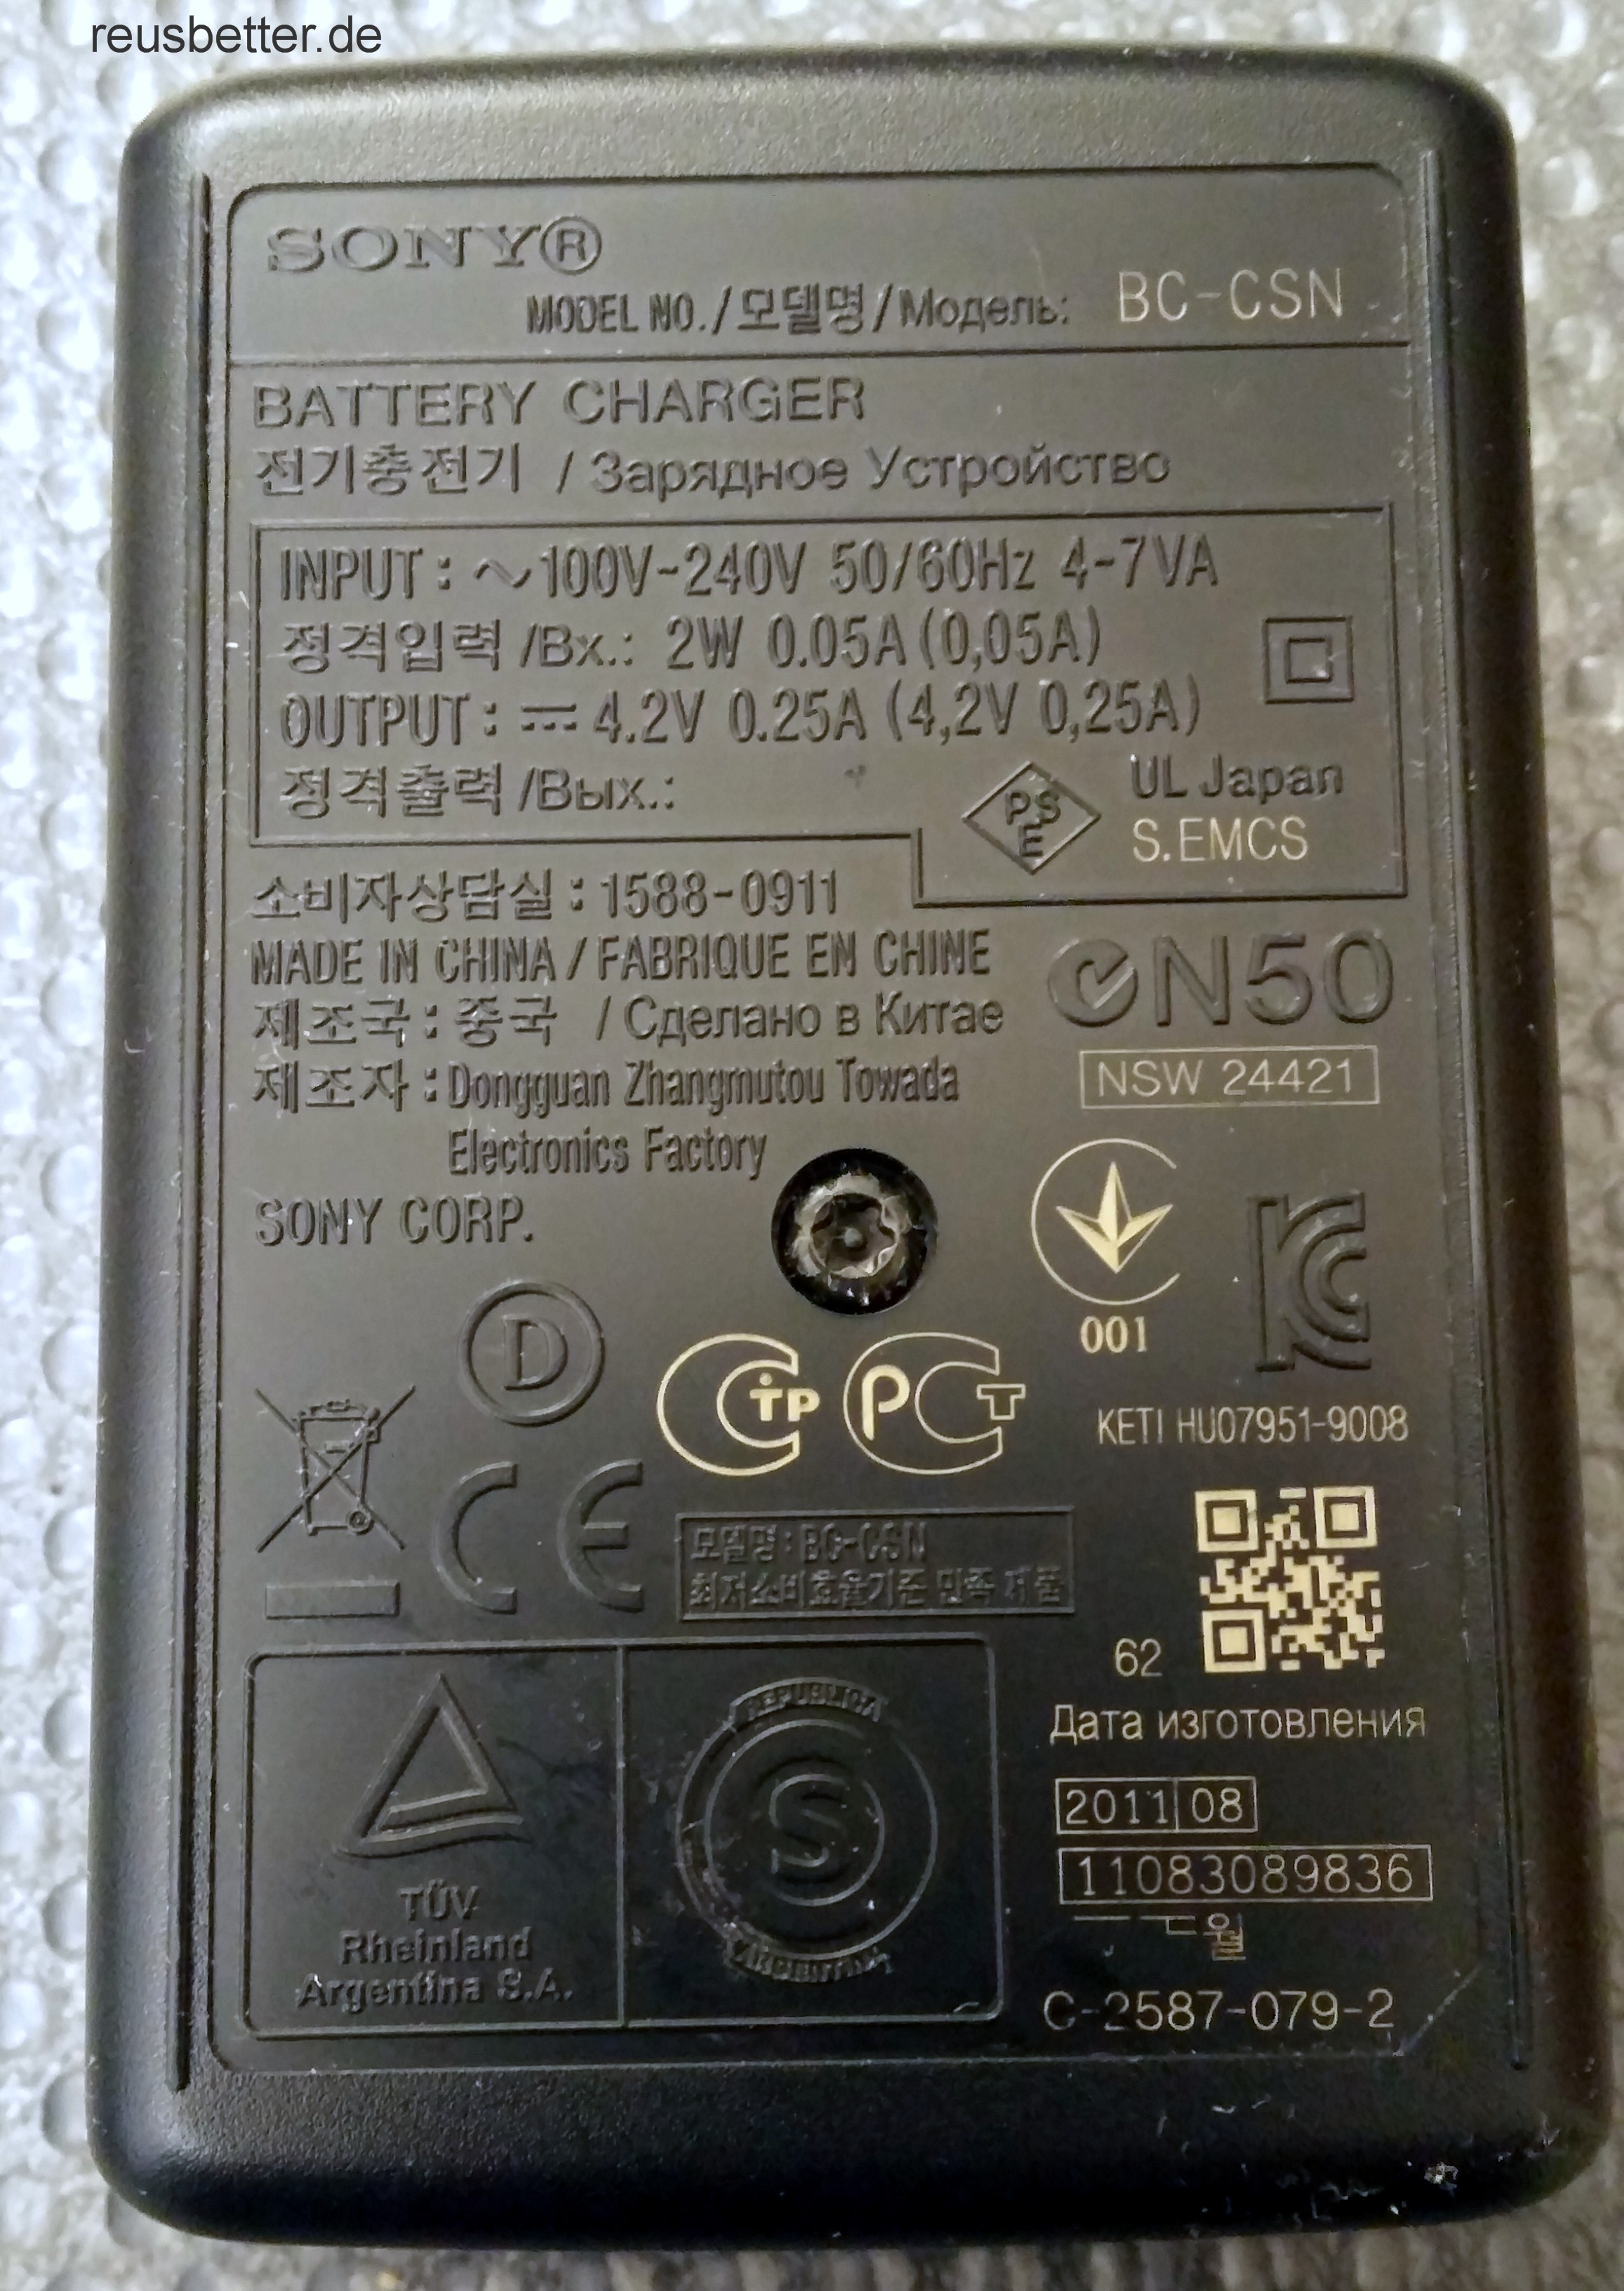 reusbetter.de
SONY®
MODEL NO./모델명/Модель: BC-CSN
BATTERY CHARGER
전기충전기 / Зарядное Устройство
INPUT : ~100V-240V 50/60Hz 4-7VA
정격입력 /Вх.: 2W 0.05A(0,05A)
OUTPUT : ⎓ 4.2V 0.25A (4,2V 0,25A)
정격출력 /Вых.:
PS E
UL Japan
S.EMCS
소비자상담실 : 1588-0911
MADE IN CHINA / FABRIQUE EN CHINE
N50
제조국 : 중국 / Сделано в Китае
NSW 24421
제조자 : Dongguan Zhangmutou Towada
Electronics Factory
SONY CORP.
001
D
KETI HU07951-9008
CE
모델명 : BC-CSN
최저소비효율기준 만족 제품
62
Дата изготовления
2011 08
11083089836
월
C-2587-079-2
TÜV
Rheinland
Argentina S.A.
REPUBLICA
S
ARGENTINA